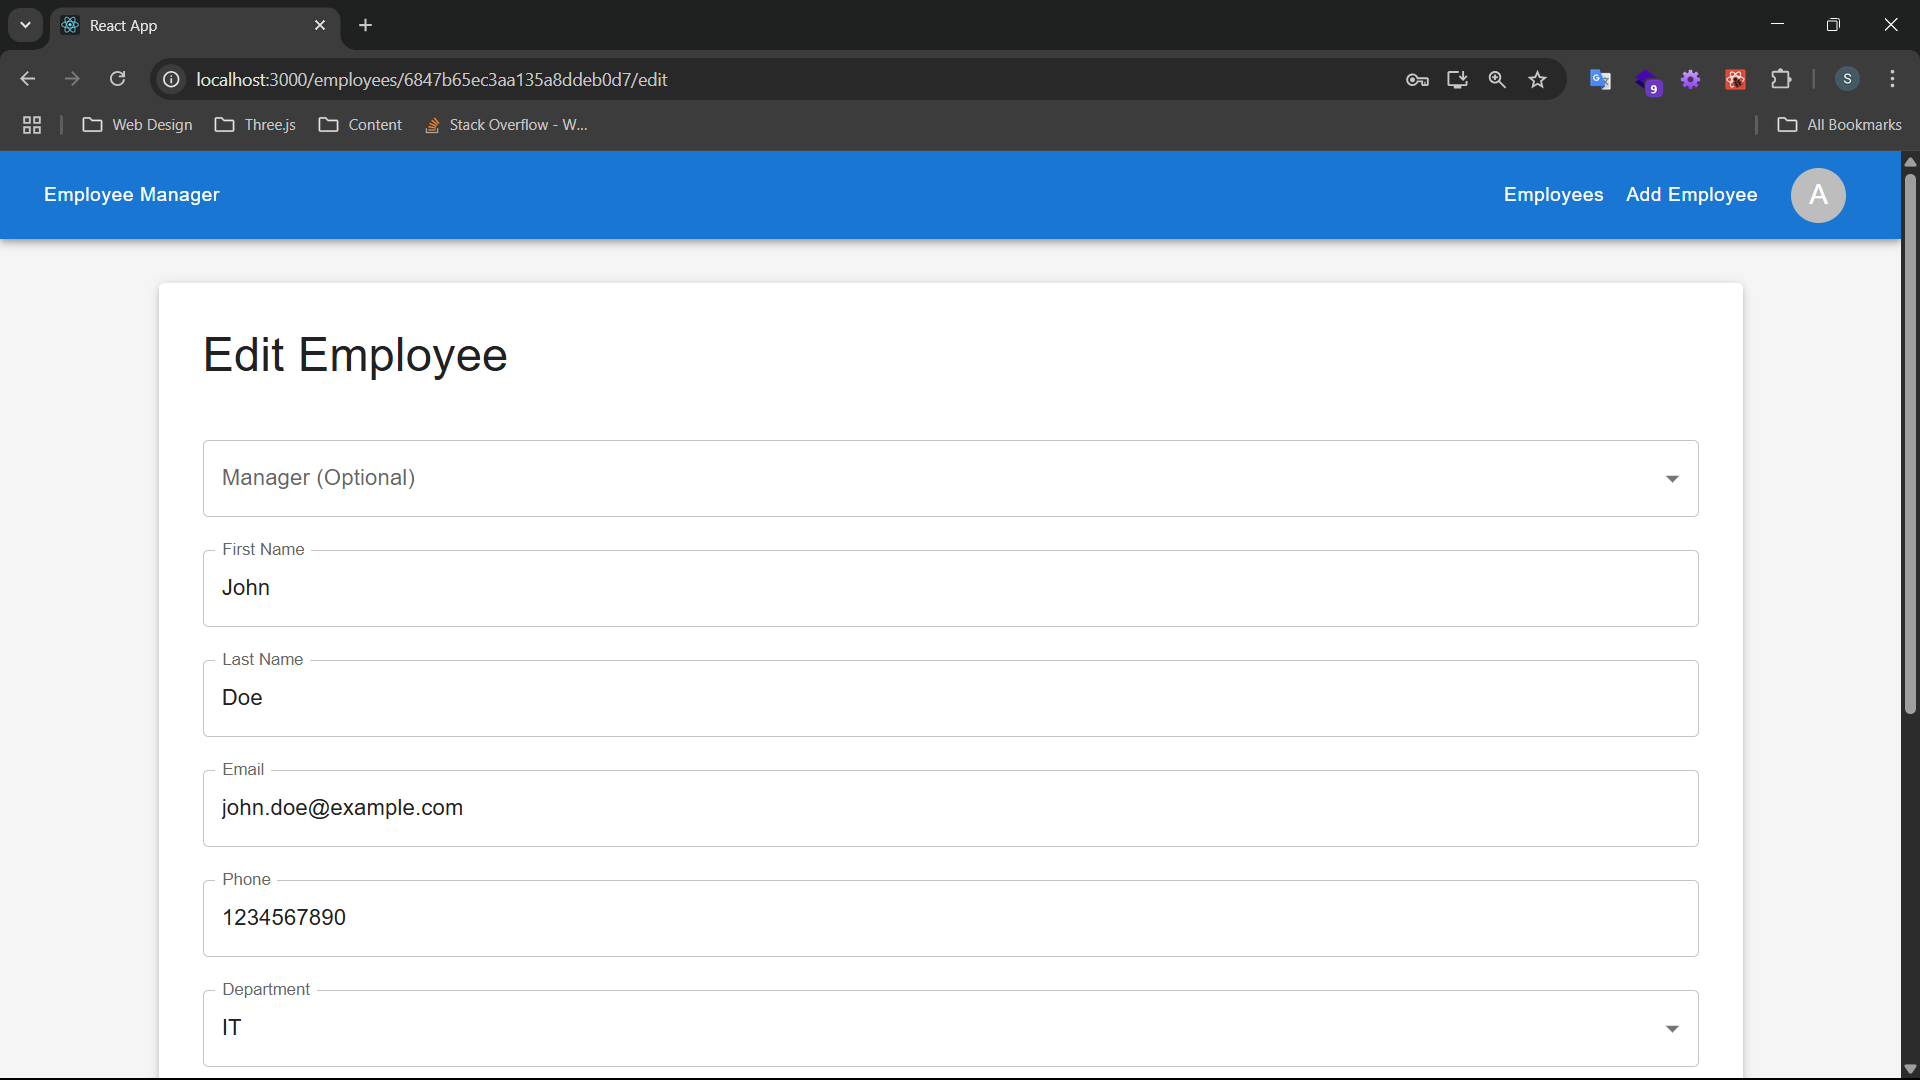 React App
localhost:3000/employees/6847b65ec3aa135a8ddeb0d7/edit
9
S
Web Design
Three.js
Content
Stack Overflow - W...
All Bookmarks
Employee Manager
Employees
Add Employee
A
Edit Employee
Manager (Optional)
First Name
John
Last Name
Doe
Email
john.doe@example.com
Phone
1234567890
Department
IT